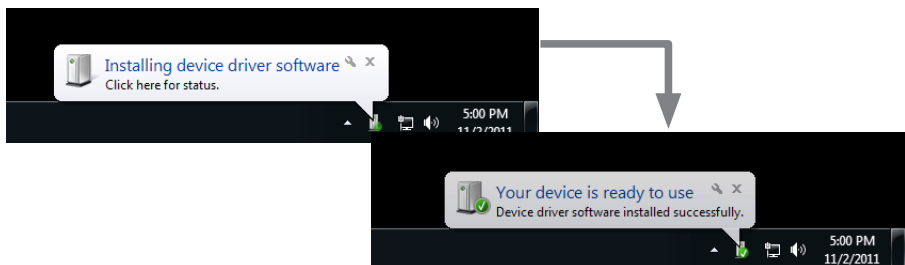 Installing device driver software
Click here for status.
5:00 PM
11/2/2011
Your device is ready to use
Device driver software installed successfully.
5:00 PM
11/2/2011